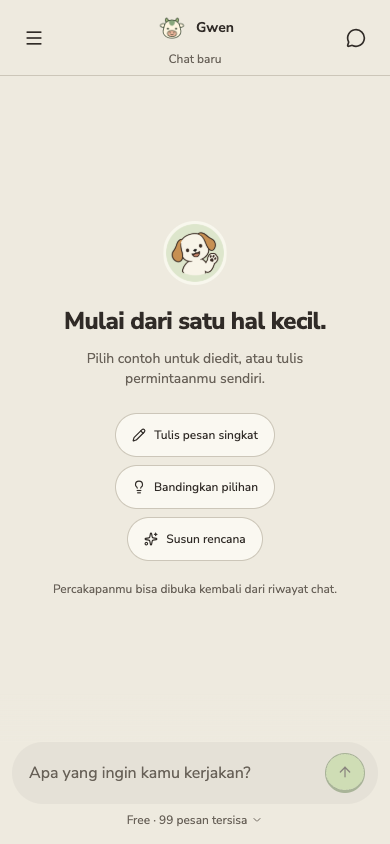 Gwen
Chat baru
Mulai dari satu hal kecil.
Pilih contoh untuk diedit, atau tulis
permintaanmu sendiri.
Tulis pesan singkat
Bandingkan pilihan
Susun rencana
Percakapanmu bisa dibuka kembali dari riwayat chat.
Apa yang ingin kamu kerjakan?
Free · 99 pesan tersisa